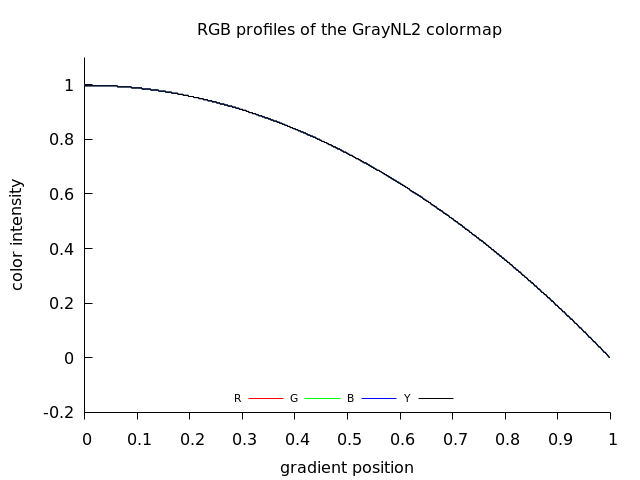 RGB profiles of the GrayNL2 colormap
1
0.8
0.6
0.4
0.2
0
-0.2
color intensity
R G B Y
0 0.1 0.2 0.3 0.4 0.5 0.6 0.7 0.8 0.9 1
gradient position